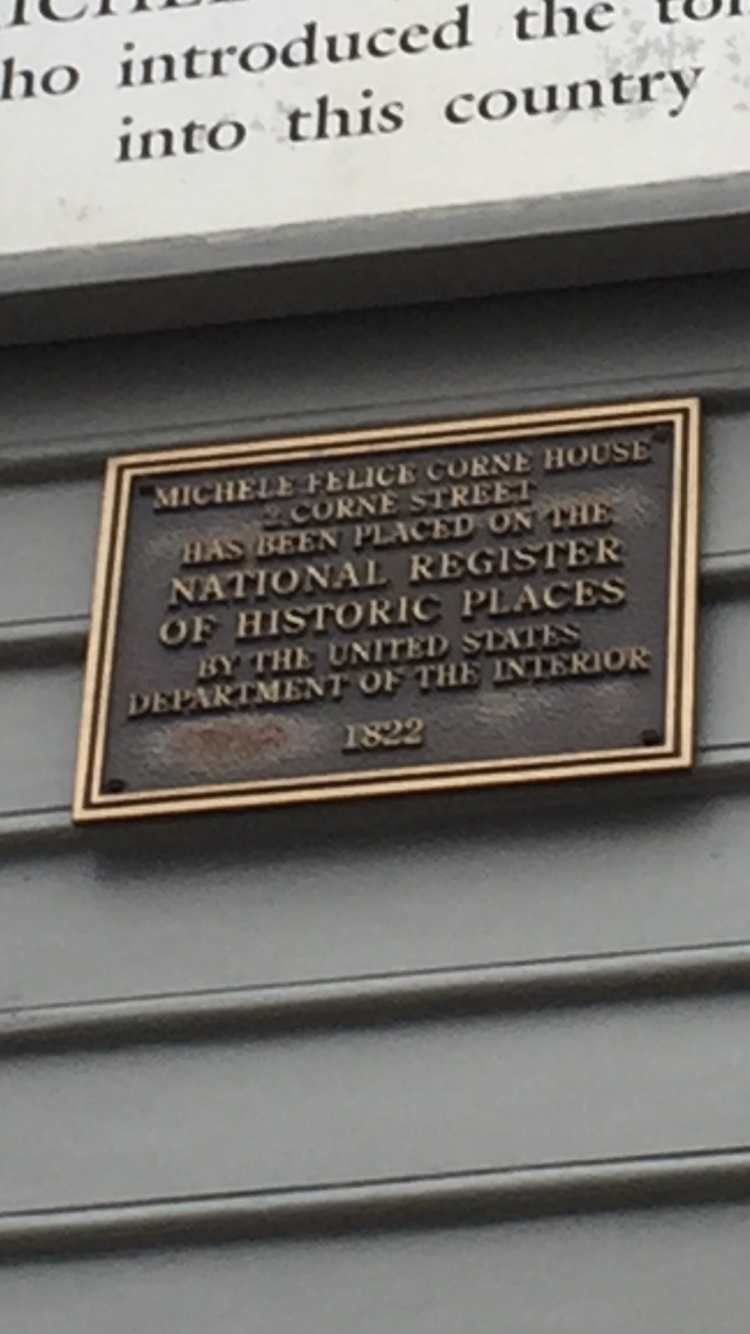 introduced the
into this country
MICHELE FELICE CORNE HOUSE
2 CORNE STREET
HAS BEEN PLACED ON THE
NATIONAL REGISTER
OF HISTORIC PLACES
BY THE UNITED STATES
DEPARTMENT OF THE INTERIOR
1822